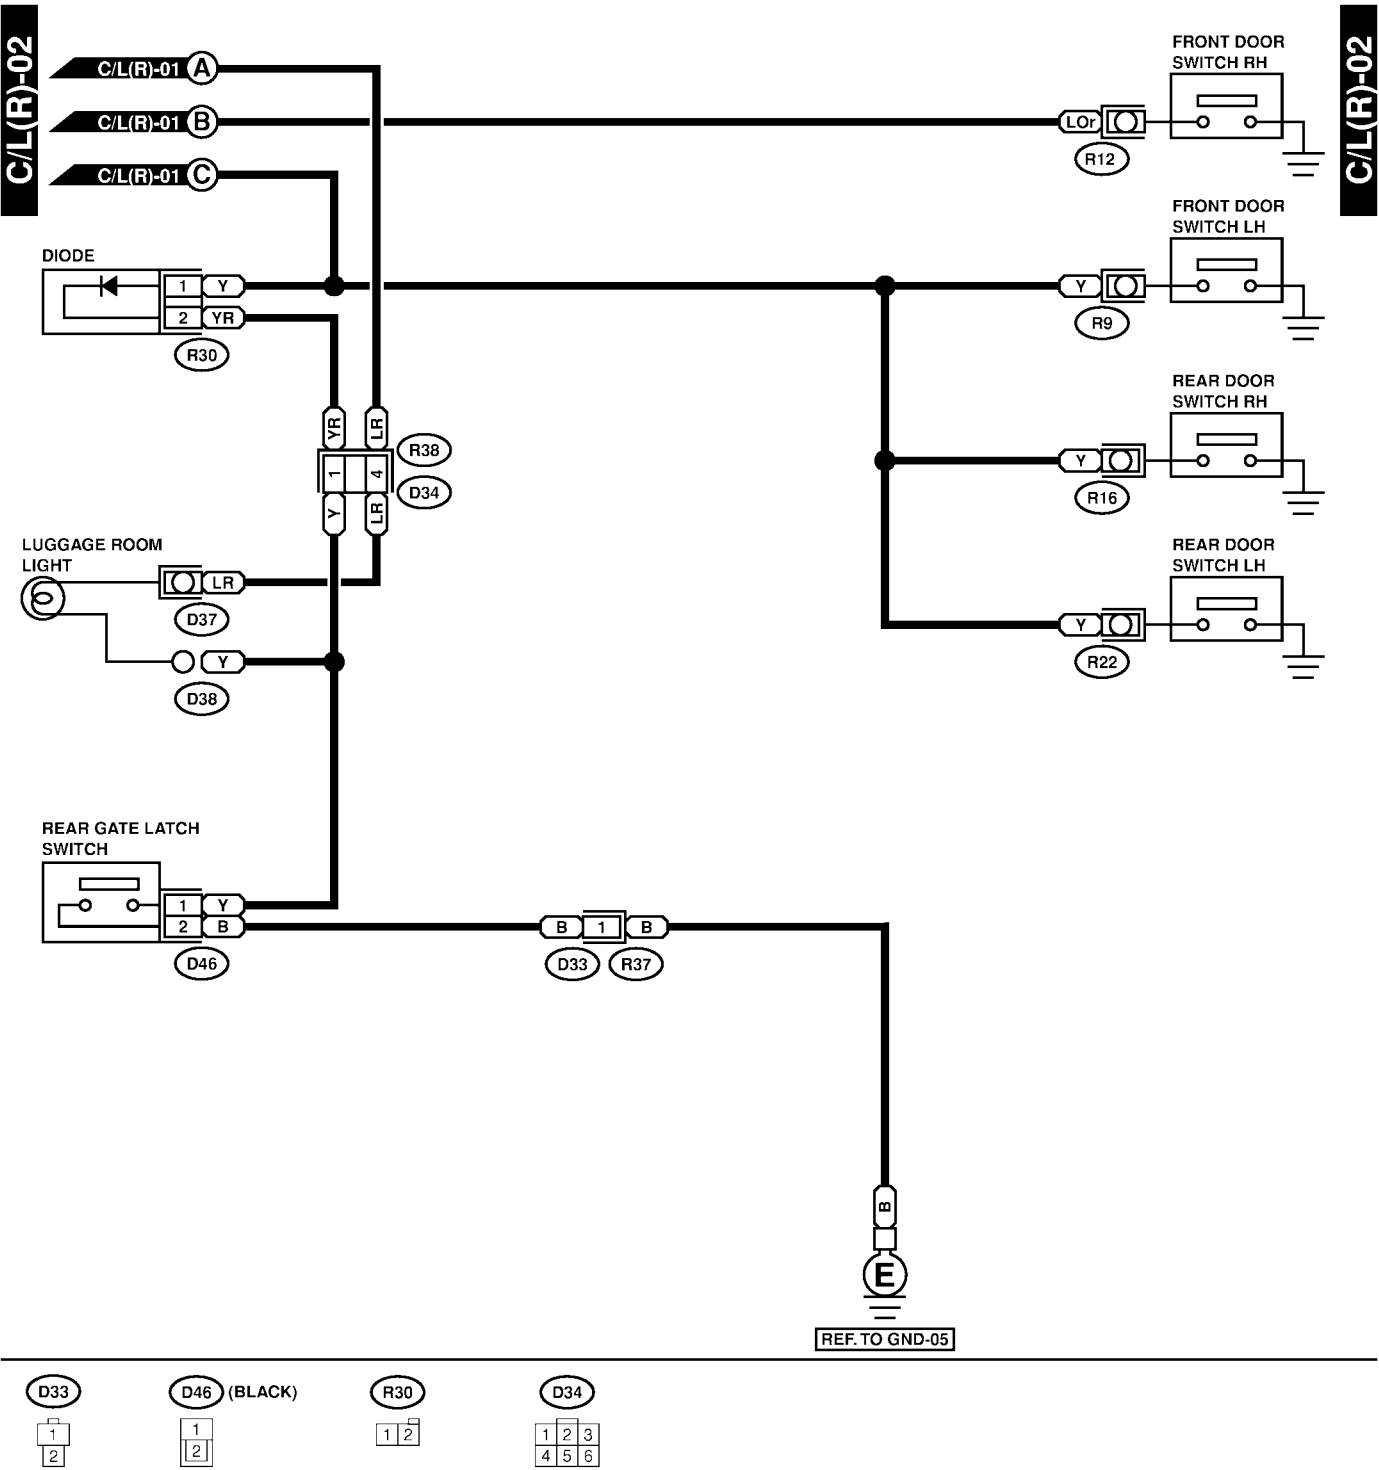 C/L(R)-02
C/L(R)-02
C/L(R)-01 A
C/L(R)-01 B
C/L(R)-01 C
FRONT DOOR
SWITCH RH
LOr
R12
FRONT DOOR
SWITCH LH
Y
R9
DIODE
1 Y
2 YR
R30
REAR DOOR
SWITCH RH
Y
R16
YR LR
R38
1 4
D34
Y LR
LUGGAGE ROOM
LIGHT
LR
D37
Y
D38
REAR DOOR
SWITCH LH
Y
R22
REAR GATE LATCH
SWITCH
1 Y
2 B
D46
B 1 B
D33 R37
B
E
REF. TO GND-05
D33
1
2
D46 (BLACK)
1
2
R30
1 2
D34
1 2 3
4 5 6